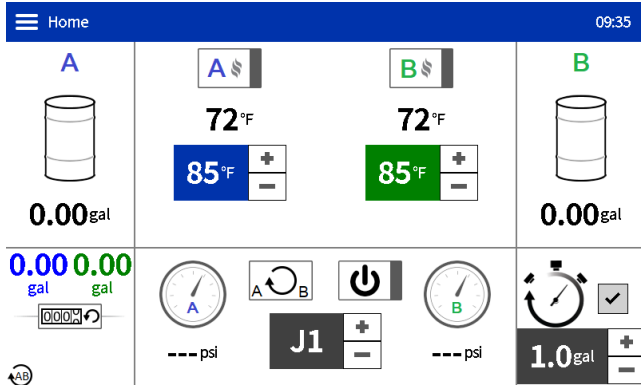 Home 09:35
A A B B
72°F 72°F
85°F + - 85°F + -
0.00gal 0.00gal
0.00 0.00
gal gal
A B A B
J1 + -
---psi ---psi
1.0gal + -
AB